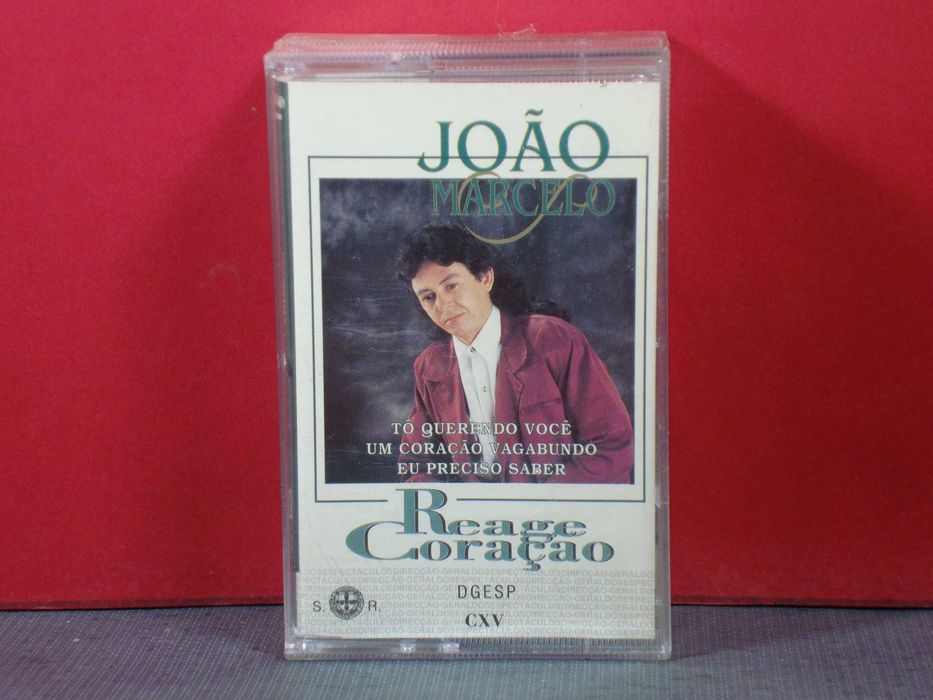 JOÃO
MARCELO
TÔ QUERENDO VOCÊ
UM CORAÇÃO VAGABUNDO
EU PRECISO SABER
Reage
Coração
DGESP
S. R.
CXV